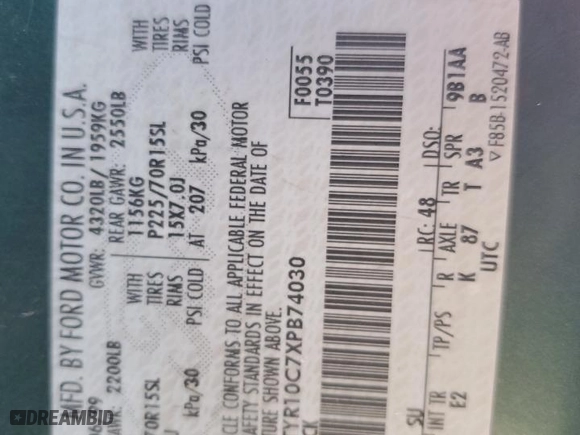 MFD. BY FORD MOTOR CO. IN U.S.A.
GVWR: 4320LB/ 1959KG
2200LB REAR GAWR: 2550LB
1156KG
WITH WITH
TIRES P225/70R15SL TIRES
70R15SL
RIMS 15X7.0J RIMS
PSI COLD AT 207 kPa/30 PSI COLD
kPa/30
CLE CONFORMS TO ALL APPLICABLE FEDERAL MOTOR
AFETY STANDARDS IN EFFECT ON THE DATE OF
TURE SHOWN ABOVE.
F0055
T0390
YR10C7XPB74030
CK
RC: 48 DSO:
INT TR TP/PS R AXLE TR SPR
E2 K 87 T A3 9B1AA
UTC B
▽ F85B-1520472-AB
DREAMBID